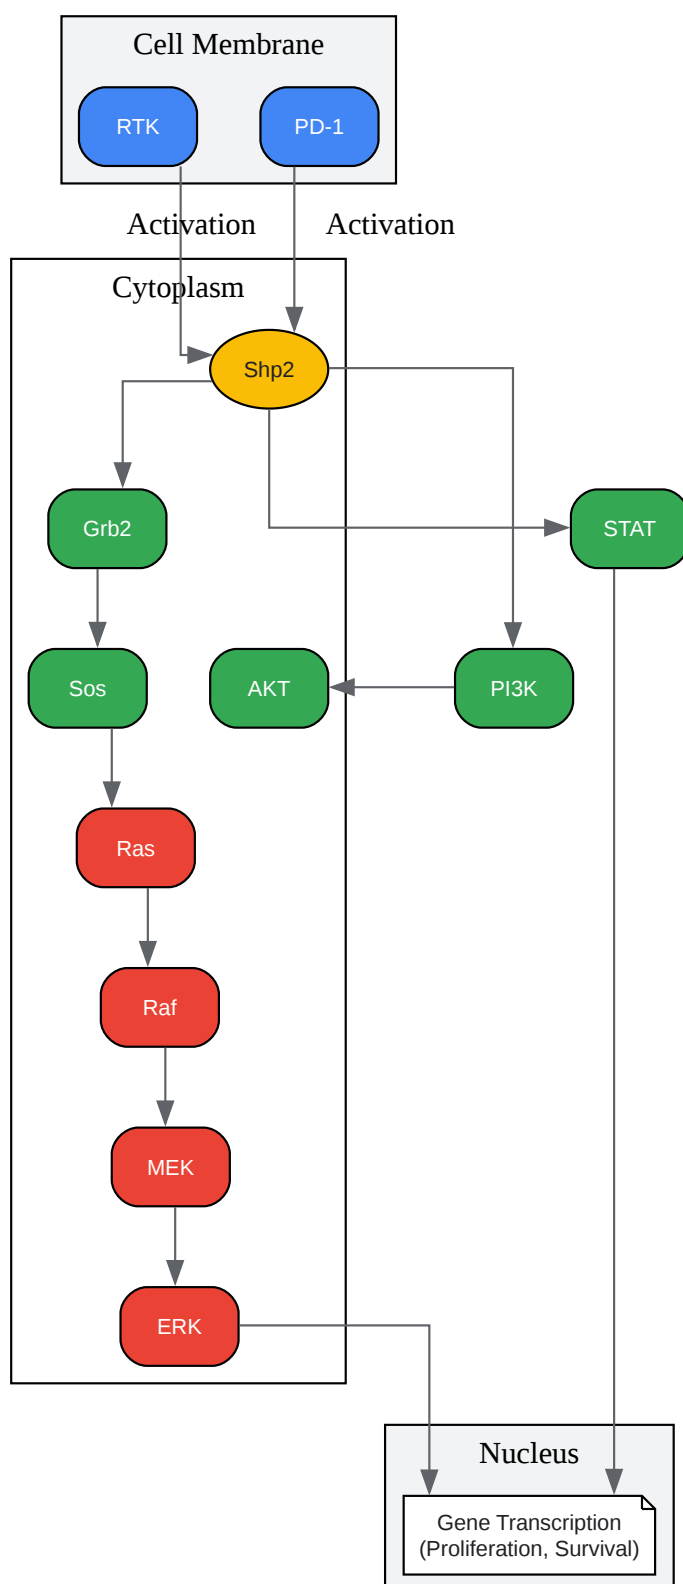 Cell Membrane
RTK
PD-1
Activation
Activation
Cytoplasm
Shp2
Grb2
STAT
Sos
AKT
PI3K
Ras
Raf
MEK
ERK
Nucleus
Gene Transcription
(Proliferation, Survival)